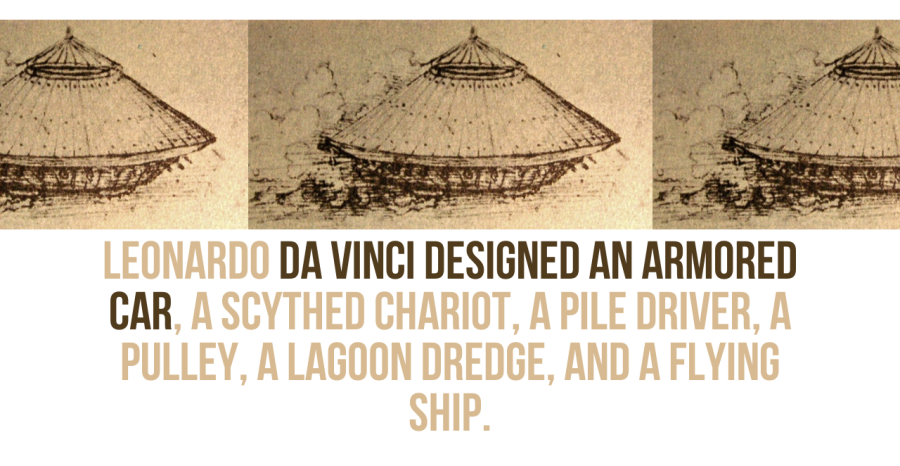 LEONARDO DA VINCI DESIGNED AN ARMORED
CAR, A SCYTHED CHARIOT, A PILE DRIVER, A
PULLEY, A LAGOON DREDGE, AND A FLYING
SHIP.